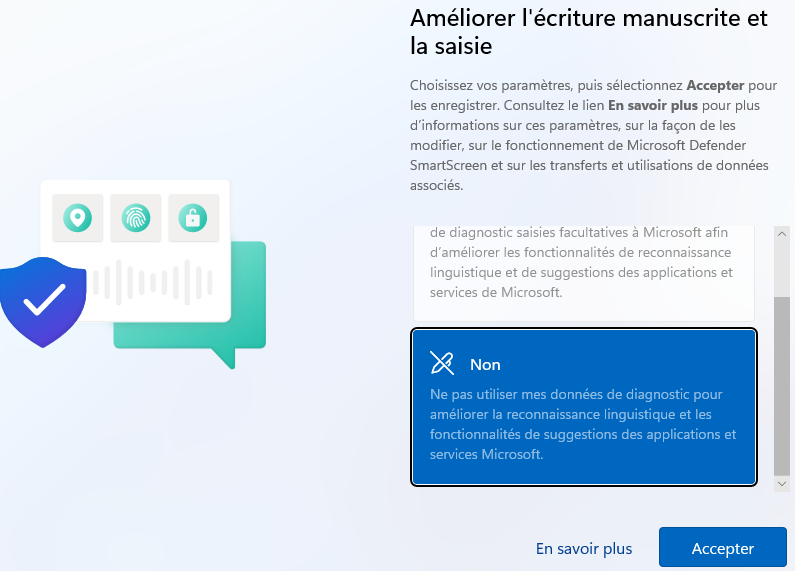 Améliorer l'écriture manuscrite et
la saisie
Choisissez vos paramètres, puis sélectionnez Accepter pour
les enregistrer. Consultez le lien En savoir plus pour plus
d'informations sur ces paramètres, sur la façon de les
modifier, sur le fonctionnement de Microsoft Defender
SmartScreen et sur les transferts et utilisations de données
associés.
de diagnostic saisies facultatives à Microsoft afin
d'améliorer les fonctionnalités de reconnaissance
linguistique et de suggestions des applications et
services de Microsoft.
Non
Ne pas utiliser mes données de diagnostic pour
améliorer la reconnaissance linguistique et les
fonctionnalités de suggestions des applications et
services Microsoft.
En savoir plus
Accepter